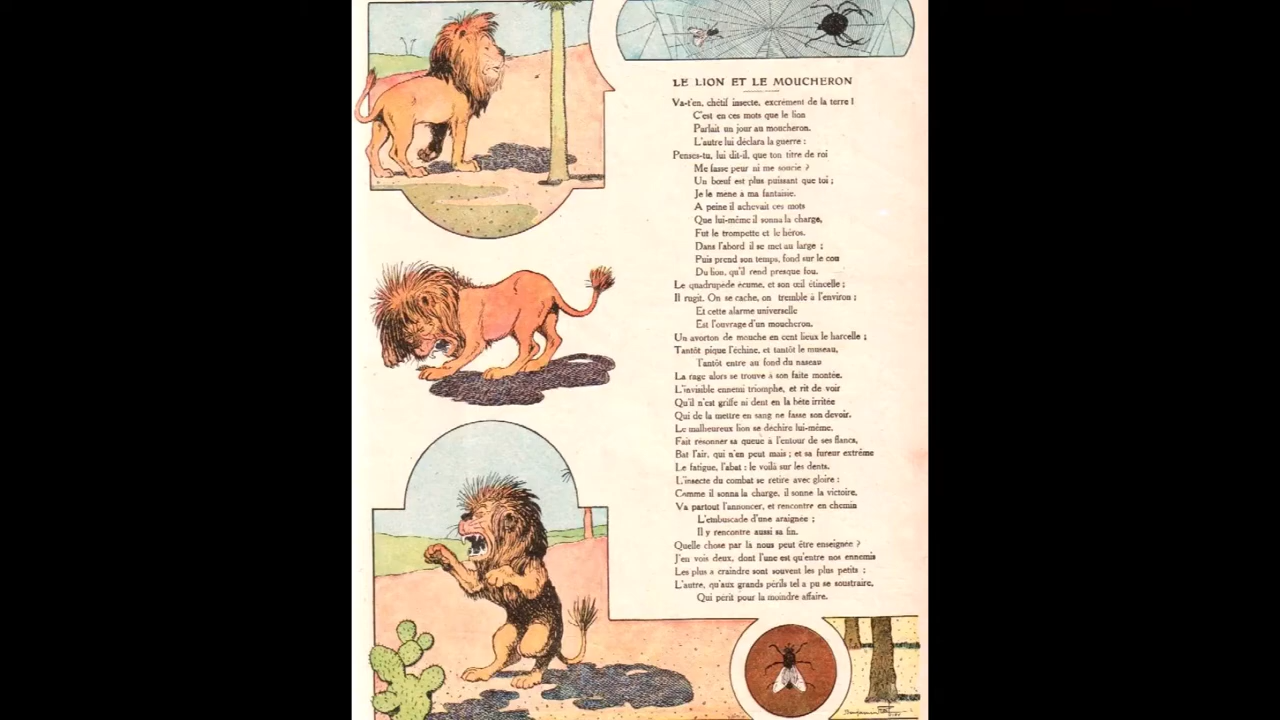 LE LION ET LE MOUCHERON
Va-t'en, chétif insecte, excrément de la terre !
C'est en ces mots que le lion
Parlait un jour au moucheron.
L'autre lui déclara la guerre :
Penses-tu, lui dit-il, que ton titre de roi
Me fasse peur ni me soucie ?
Un bœuf est plus puissant que toi ;
Je le mene à ma fantaisie.
A peine il achevait ces mots
Que lui-même il sonna la charge,
Fut le trompette et le héros.
Dans l'abord il se met au large ;
Puis prend son temps, fond sur le cou
Du lion, qu'il rend presque fou.
Le quadrupède écume, et son œil étincelle ;
Il rugit. On se cache, on tremble à l'environ ;
Et cette alarme universelle
Est l'ouvrage d'un moucheron.
Un avorton de mouche en cent lieux le harcelle ;
Tantôt pique l'échine, et tantôt le museau,
Tantôt entre au fond du naseau
La rage alors se trouve à son faite montée.
L'invisible ennemi triomphe, et rit de voir
Qu'il n'est griffe ni dent en la bête irritée
Qui de la mettre en sang ne fasse son devoir.
Le malheureux lion se déchire lui-même.
Fait résonner sa queue à l'entour de ses flancs,
Bat l'air, qui n'en peut mais ; et sa fureur extrême
Le fatigue, l'abat : le voilà sur les dents.
L'insecte du combat se retire avec gloire :
Comme il sonna la charge, il sonne la victoire,
Va partout l'annoncer, et rencontre en chemin
L'embuscade d'une araignée ;
Il y rencontre aussi sa fin.
Quelle chose par là nous peut être enseignée ?
J'en vois deux, dont l'une est qu'entre nos ennemis
Les plus a craindre sont souvent les plus petits ;
L'autre, qu'aux grands périls tel a pu se soustraire,
Qui périt pour la moindre affaire.